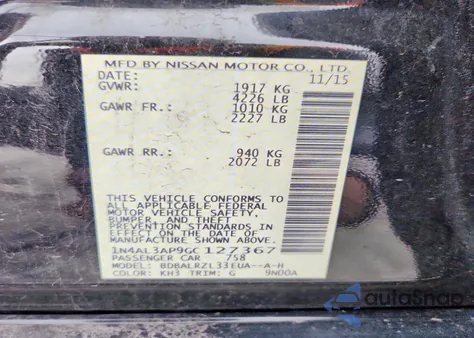 MFD BY NISSAN MOTOR CO., LTD.
DATE: 11/15
GVWR: 1917 KG
4226 LB
GAWR FR.: 1010 KG
2227 LB
GAWR RR.: 940 KG
2072 LB
THIS VEHICLE CONFORMS TO
ALL APPLICABLE FEDERAL
MOTOR VEHICLE SAFETY,
BUMPER, AND THEFT
PREVENTION STANDARDS IN
EFFECT ON THE DATE OF
MANUFACTURE SHOWN ABOVE.
1N4AL3AP9GC127367
PASSENGER CAR 758
MODEL: BDBALRZL33EUA--A-H
COLOR: KH3 TRIM: G 9N00A
AutoSnap